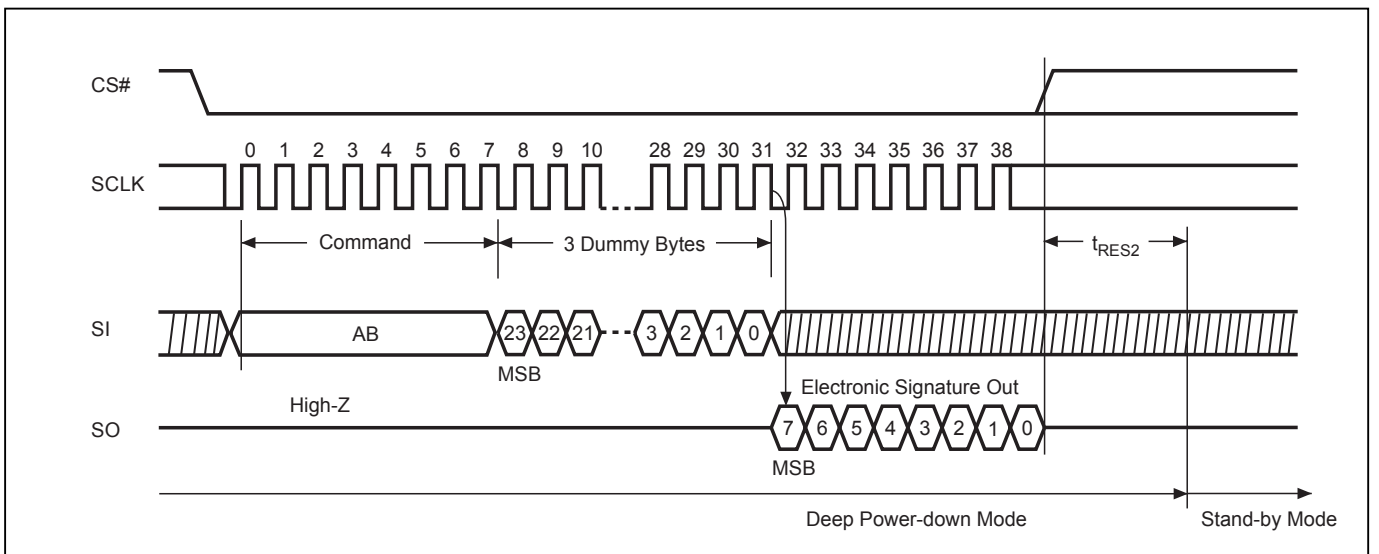 CS#
0 1 2 3 4 5 6 7 8 9 10 28 29 30 31 32 33 34 35 36 37 38
SCLK
Command 3 Dummy Bytes tRES2
SI AB 23 22 21 3 2 1 0
MSB
Electronic Signature Out
High-Z
SO 7 6 5 4 3 2 1 0
MSB
Deep Power-down Mode Stand-by Mode